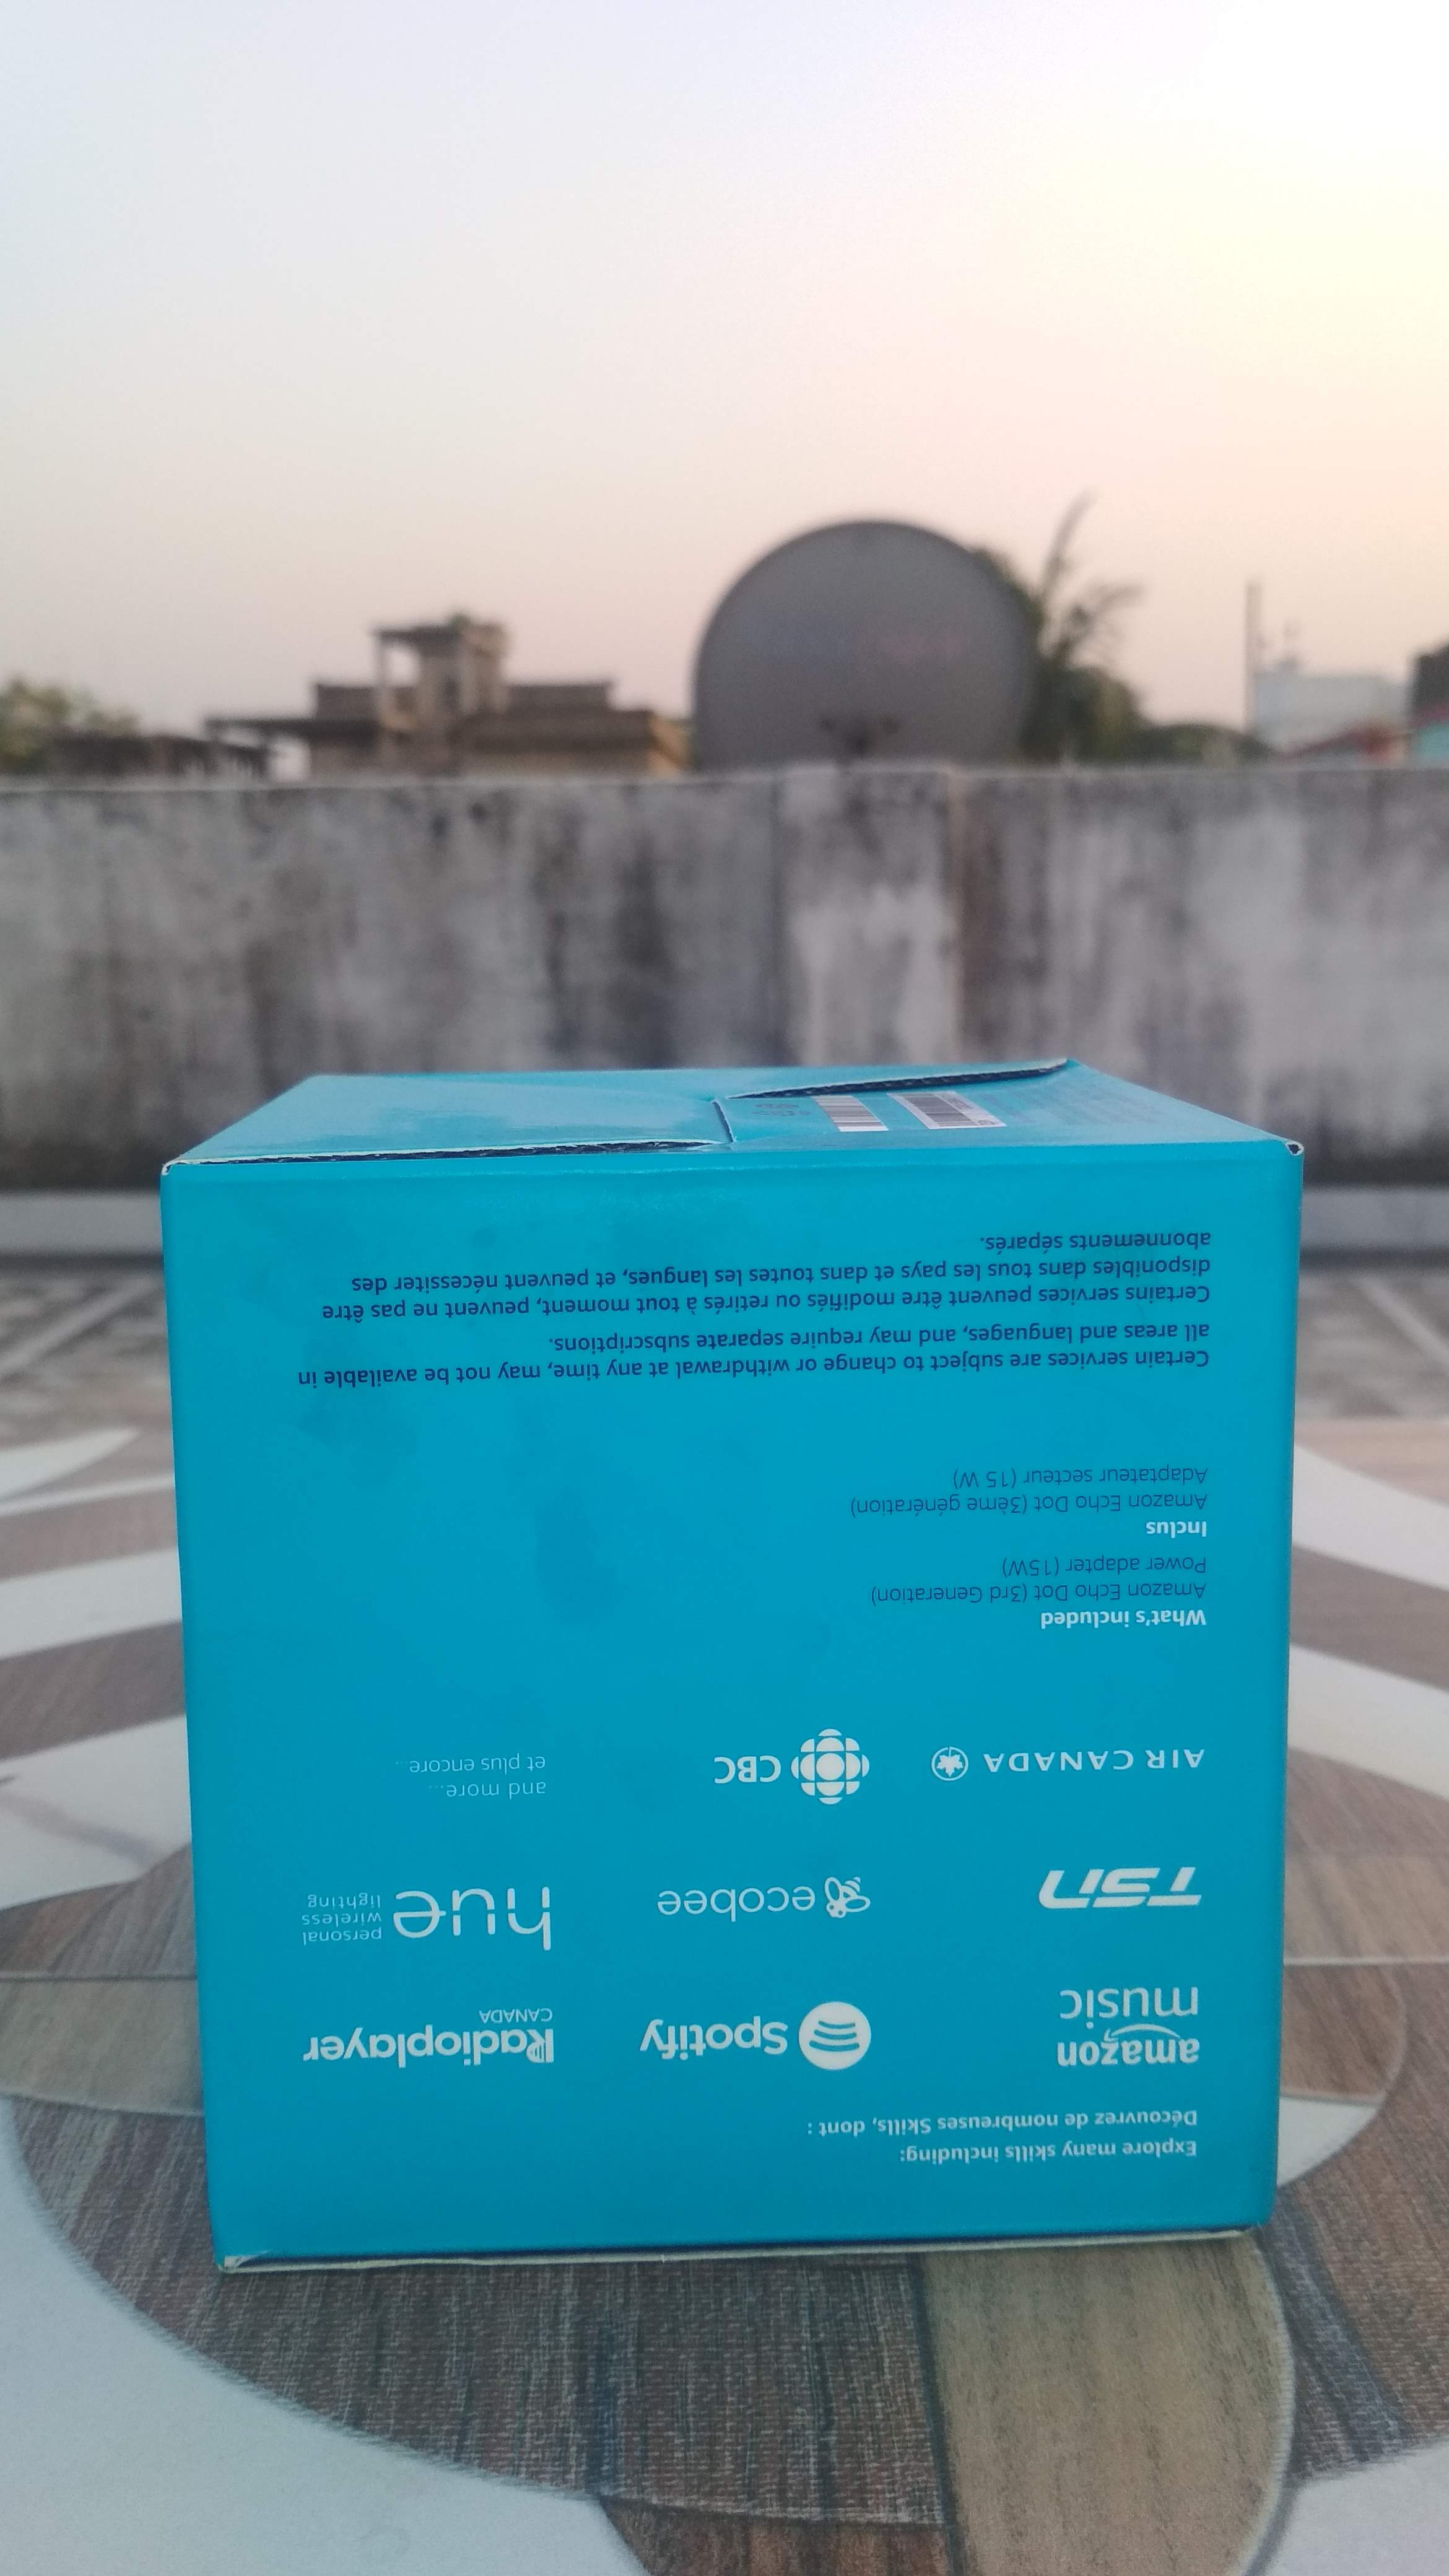 Explore many skills including:
Découvrez de nombreuses Skills, dont :
amazon
music
Spotify
Radioplayer
CANADA
TSN
ecobee
hue
personal
wireless
lighting
AIR CANADA
CBC
and more...
et plus encore...
What's included
Amazon Echo Dot (3rd Generation)
Power adapter (15W)
Inclus
Amazon Echo Dot (3ème génération)
Adaptateur secteur (15 W)
Certain services are subject to change or withdrawal at any time, may not be available in
all areas and languages, and may require separate subscriptions.
Certains services peuvent être modifiés ou retirés à tout moment, peuvent ne pas être
disponibles dans tous les pays et dans toutes les langues, et peuvent nécessiter des
abonnements séparés.